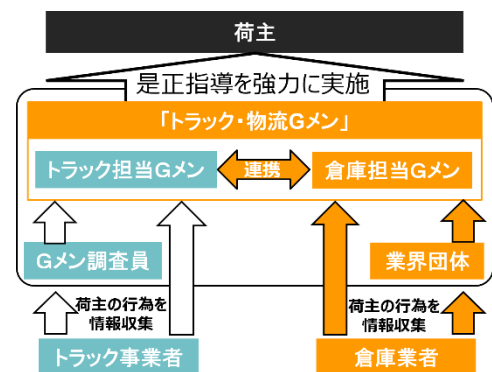 荷主
是正指導を強力に実施
「トラック・物流Gメン」
トラック担当Gメン
連携
倉庫担当Gメン
Gメン調査員
業界団体
荷主の行為を
情報収集
荷主の行為を
情報収集
トラック事業者
倉庫業者